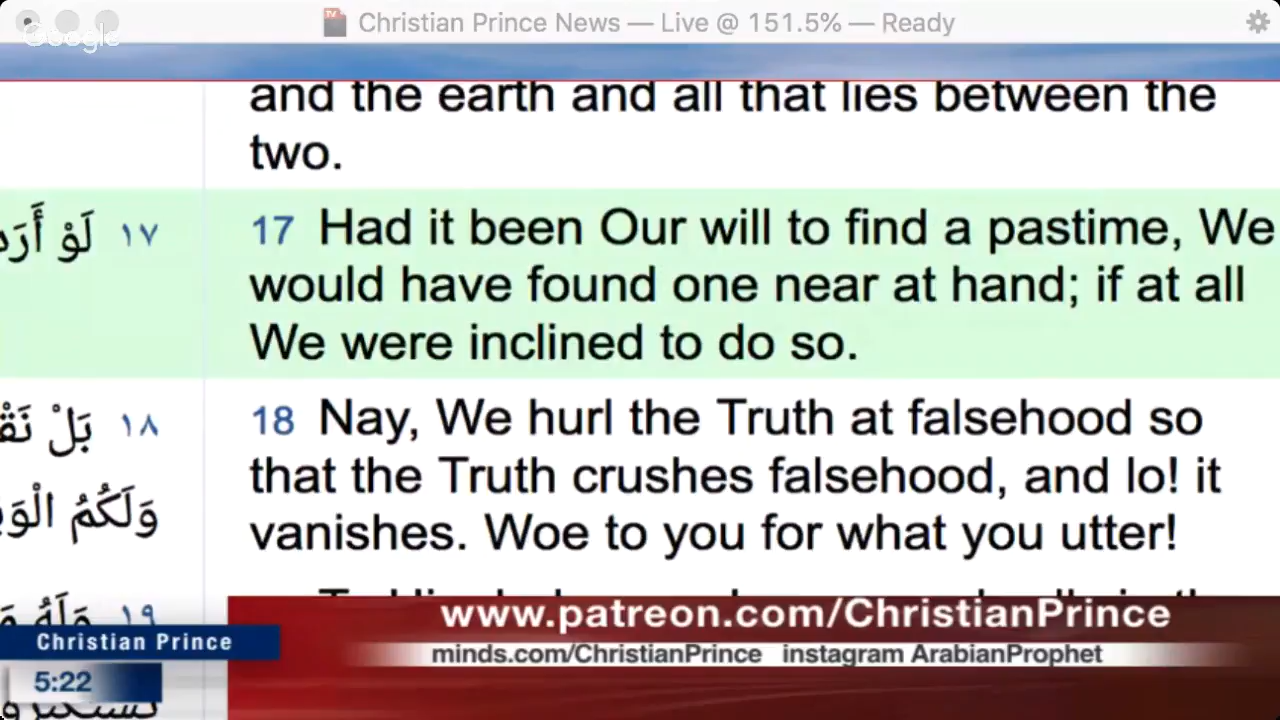 Christian Prince News — Live @ 151.5% — Ready
Google
and the earth and all that lies between the
two.
17 Had it been Our will to find a pastime, We
would have found one near at hand; if at all
We were inclined to do so.
١٧ لَوْ
18 Nay, We hurl the Truth at falsehood so
that the Truth crushes falsehood, and lo! it
vanishes. Woe to you for what you utter!
١٨ بَلْ
وَلَكُمُ
١٩
www.patreon.com/ChristianPrince
Christian Prince
minds.com/ChristianPrince instagram ArabianProphet
5:22